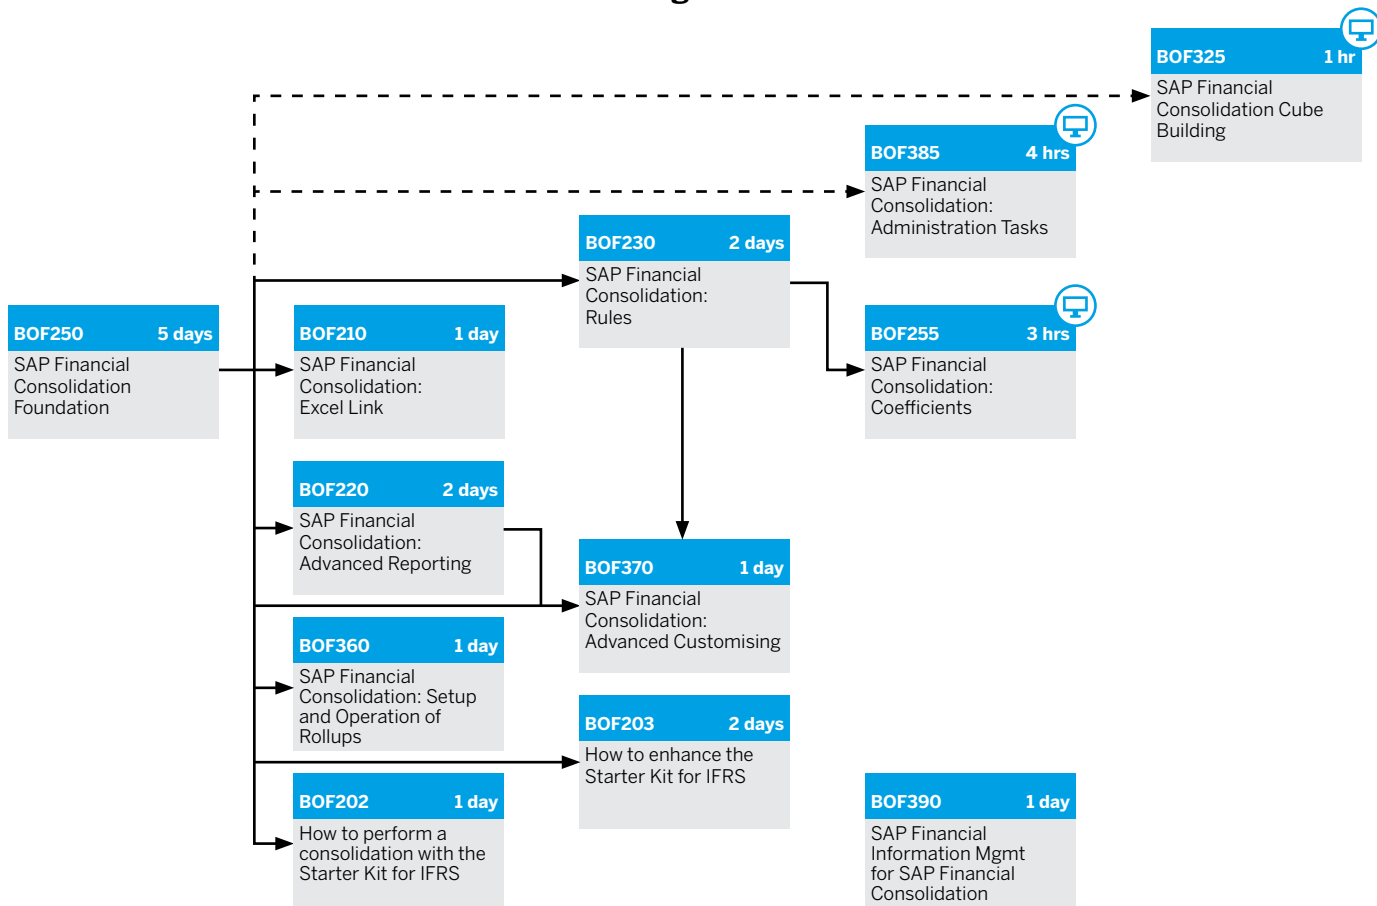 g
BOF325 1 hr
SAP Financial
Consolidation Cube
Building
BOF385 4 hrs
SAP Financial
Consolidation:
Administration Tasks
BOF230 2 days
SAP Financial
Consolidation:
Rules
BOF250 5 days
SAP Financial
Consolidation
Foundation
BOF210 1 day
SAP Financial
Consolidation:
Excel Link
BOF255 3 hrs
SAP Financial
Consolidation:
Coefficients
BOF220 2 days
SAP Financial
Consolidation:
Advanced Reporting
BOF370 1 day
SAP Financial
Consolidation:
Advanced Customising
BOF360 1 day
SAP Financial
Consolidation: Setup
and Operation of
Rollups
BOF203 2 days
How to enhance the
Starter Kit for IFRS
BOF202 1 day
How to perform a
consolidation with the
Starter Kit for IFRS
BOF390 1 day
SAP Financial
Information Mgmt
for SAP Financial
Consolidation